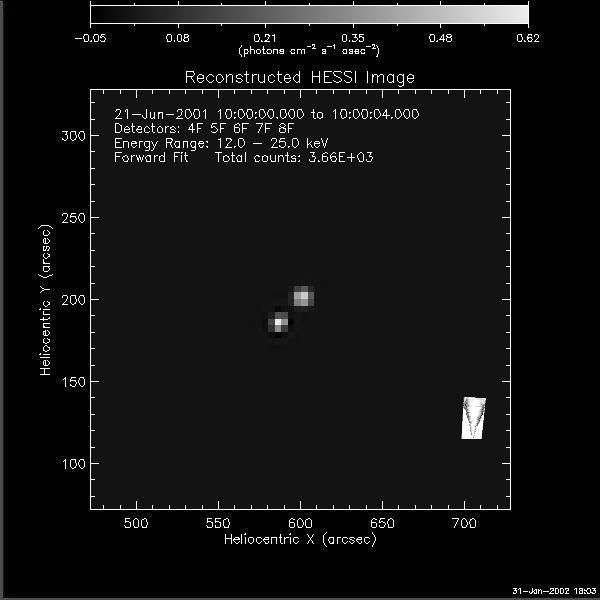 -0.05 0.08 0.21 0.35 0.48 0.62
(photons cm⁻² s⁻¹ asec⁻²)
Reconstructed HESSI Image
21-Jun-2001 10:00:00.000 to 10:00:04.000
Detectors: 4F 5F 6F 7F 8F
Energy Range: 12.0 - 25.0 keV
Forward Fit Total counts: 3.66E+03
300
250
200
150
100
Heliocentric Y (arcsec)
500 550 600 650 700
Heliocentric X (arcsec)
31-Jan-2002 18:03